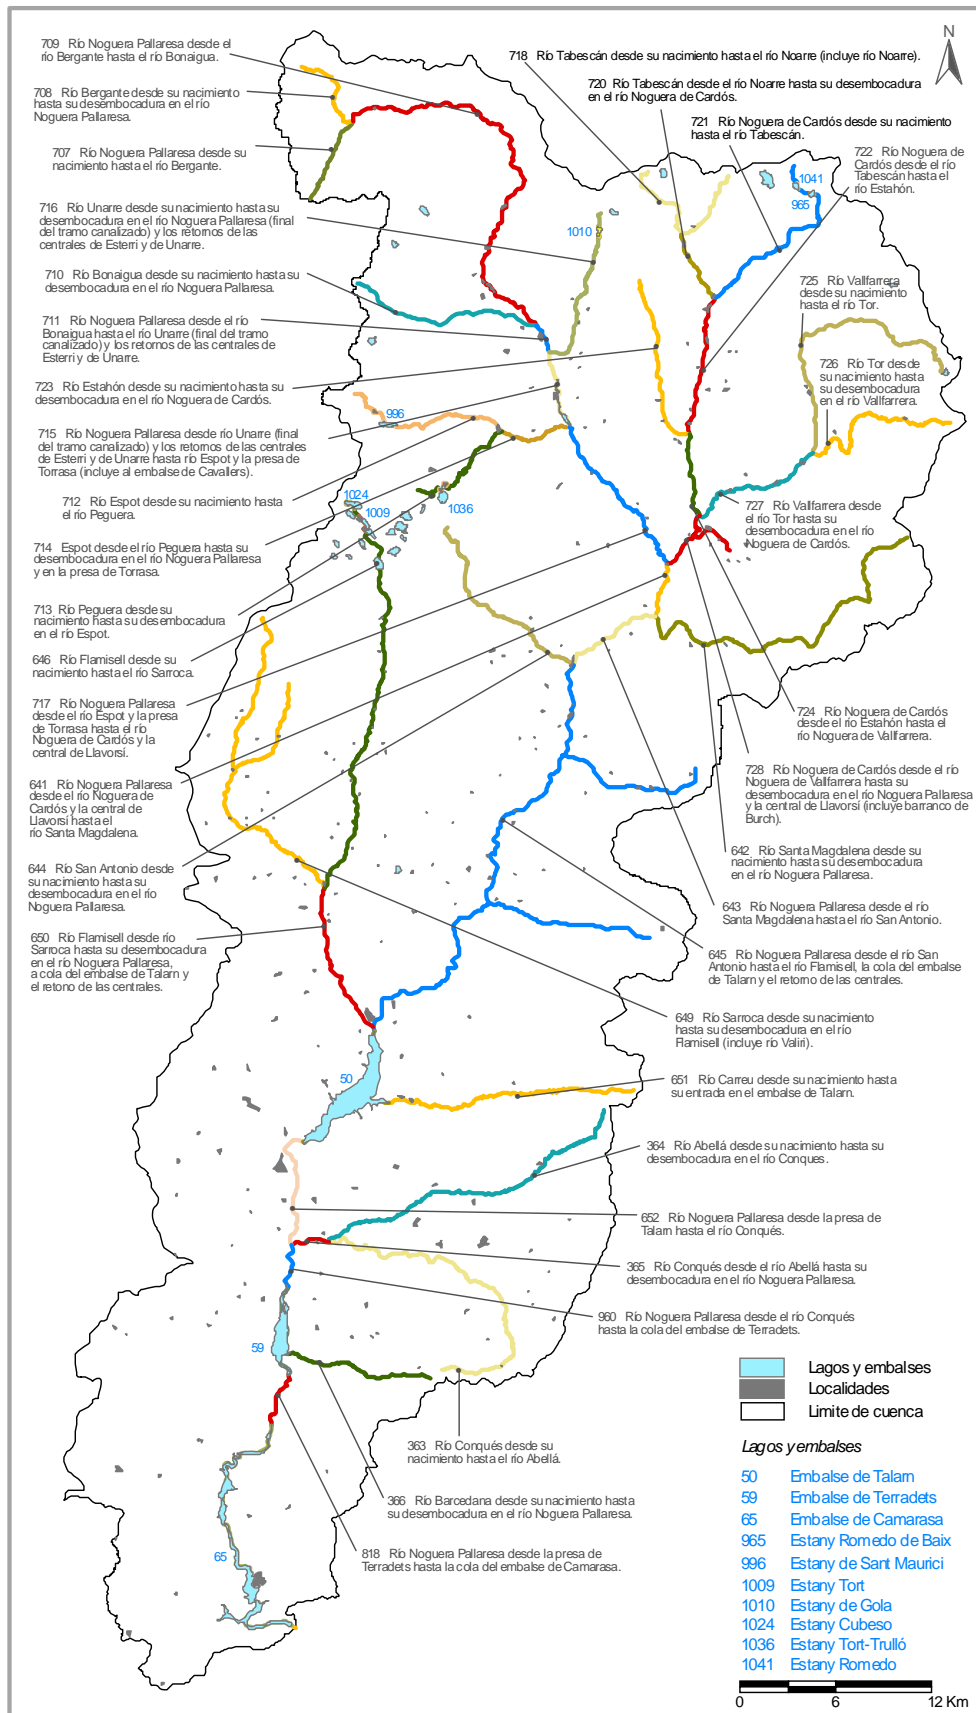 709 Río Noguera Pallaresa desde el
río Bergante hasta el río Bonaigua.
708 Río Bergante desde su nacimiento
hasta su desembocadura en el río
Noguera Pallaresa.
707 Río Noguera Pallaresa desde su
nacimiento hasta el río Bergante.
716 Río Unarre desde su nacimiento hasta su
desembocadura en el río Noguera Pallaresa (final
del tramo canalizado) y los retornos de las
centrales de Esterri y de Unarre.
710 Río Bonaigua desde su nacimiento hasta su
desembocadura en el río Noguera Pallaresa.
711 Río Noguera Pallaresa desde el río
Bonaigua hasta el río Unarre (final del tramo
canalizado) y los retornos de las centrales de
Esterri y de Unarre.
723 Río Estahón desde su nacimiento hasta su
desembocadura en el río Noguera de Cardós.
715 Río Noguera Pallaresa desde río Unarre (final
del tramo canalizado) y los retornos de las centrales
de Esterri y de Unarre hasta río Espot y la presa de
Torrasa (incluye al embalse de Cavallers).
712 Río Espot desde su nacimiento hasta
el río Peguera.
714 Espot desde el río Peguera hasta su
desembocadura en el río Noguera Pallaresa
y en la presa de Torrasa.
713 Río Peguera desde su
nacimiento hasta su desembocadura
en el río Espot.
646 Río Flamisell desde su
nacimiento hasta el río Sarroca.
717 Río Noguera Pallaresa
desde el río Espot y la presa
de Torrasa hasta el río
Noguera de Cardós y la
central de Llavorsí.
641 Río Noguera Pallaresa
desde el río Noguera de
Cardós y la central de
Llavorsí hasta el
río Santa Magdalena.
644 Río San Antonio desde
su nacimiento hasta su
desembocadura en el río
Noguera Pallaresa.
650 Río Flamisell desde río
Sarroca hasta su desembocadura
en el río Noguera Pallaresa,
a cola del embalse de Talarn y
el retono de las centrales.
718 Río Tabescán desde su nacimiento hasta el río Noarre (incluye río Noarre).
720 Río Tabescán desde el río Noarre hasta su desembocadura
en el río Noguera de Cardós.
721 Río Noguera de Cardós desde su nacimiento
hasta el río Tabescán.
722 Río Noguera de
Cardós desde el río
Tabescán hasta el
río Estahón.
725 Río Vallfarrera
desde su nacimiento
hasta el río Tor.
726 Río Tor desde
su nacimiento hasta
su desembocadura
en el río Vallfarrera.
727 Río Vallfarrera desde
el río Tor hasta su
desembocadura en el río
Noguera de Cardós.
724 Río Noguera de Cardós
desde el río Estahón hasta el
río Noguera de Vallfarrera.
728 Río Noguera de Cardós desde el río
Noguera de Vallfarrera hasta su
desembocadura en el río Noguera Pallaresa
y la central de Llavorsí (incluye barranco de
Burch).
642 Río Santa Magdalena desde su
nacimiento hasta su desembocadura
en el río Noguera Pallaresa.
643 Río Noguera Pallaresa desde el río
Santa Magdalena hasta el río San Antonio.
645 Río Noguera Pallaresa desde el río San
Antonio hasta el río Flamisell, la cola del embalse
de Talarn y el retorno de las centrales.
649 Río Sarroca desde su nacimiento
hasta su desembocadura en el río
Flamisell (incluye río Valiri).
651 Río Carreu desde su nacimiento hasta
su entrada en el embalse de Talarn.
364 Río Abellá desde su nacimiento hasta su
desembocadura en el río Conques.
652 Río Noguera Pallaresa desde la presa de
Talarn hasta el río Conqués.
365 Río Conqués desde el río Abellá hasta su
desembocadura en el río Noguera Pallaresa.
960 Río Noguera Pallaresa desde el río Conqués
hasta la cola del embalse de Terradets.
363 Río Conqués desde su
nacimiento hasta el río Abellá.
366 Río Barcedana desde su nacimiento hasta
su desembocadura en el río Noguera Pallaresa.
818 Río Noguera Pallaresa desde la presa de
Terradets hasta la cola del embalse de Camarasa.
N
1041
965
1010
996
1024
1009
1036
50
59
65
Lagos y embalses
Localidades
Limite de cuenca
Lagos y embalses
50 Embalse de Talarn
59 Embalse de Terradets
65 Embalse de Camarasa
965 Estany Romedo de Baix
996 Estany de Sant Maurici
1009 Estany Tort
1010 Estany de Gola
1024 Estany Cubeso
1036 Estany Tort-Trulló
1041 Estany Romedo
0 6 12 Km